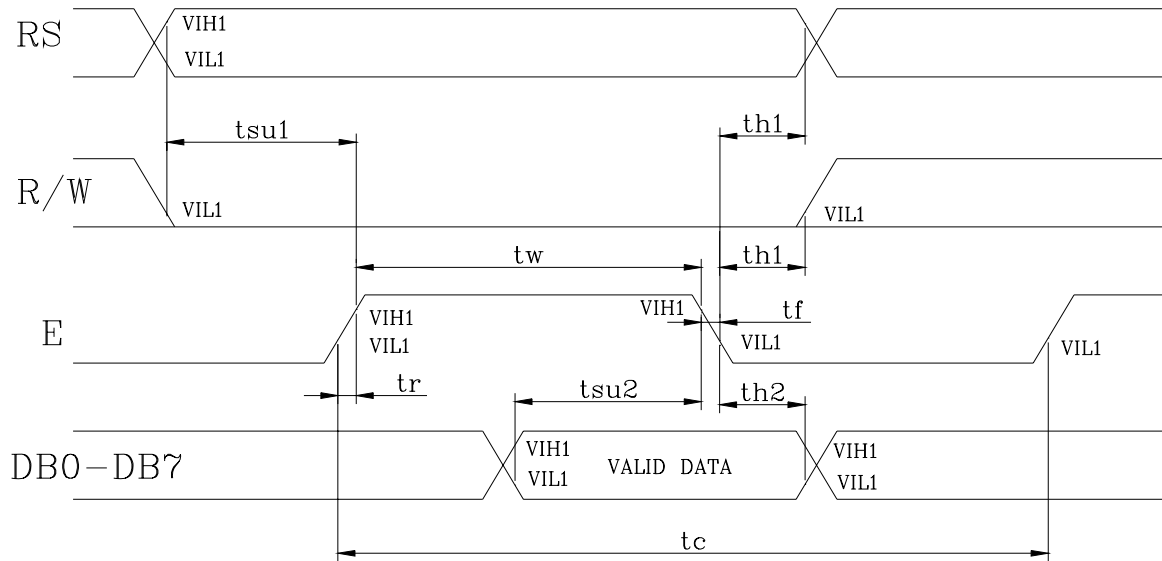 RS
VIH1
VIL1
tsu1
th1
R/W
VIL1
VIL1
tw
th1
E
VIH1
VIL1
VIH1
tf
VIL1
VIL1
tr
tsu2
th2
DB0-DB7
VIH1
VIL1
VALID DATA
VIH1
VIL1
tc